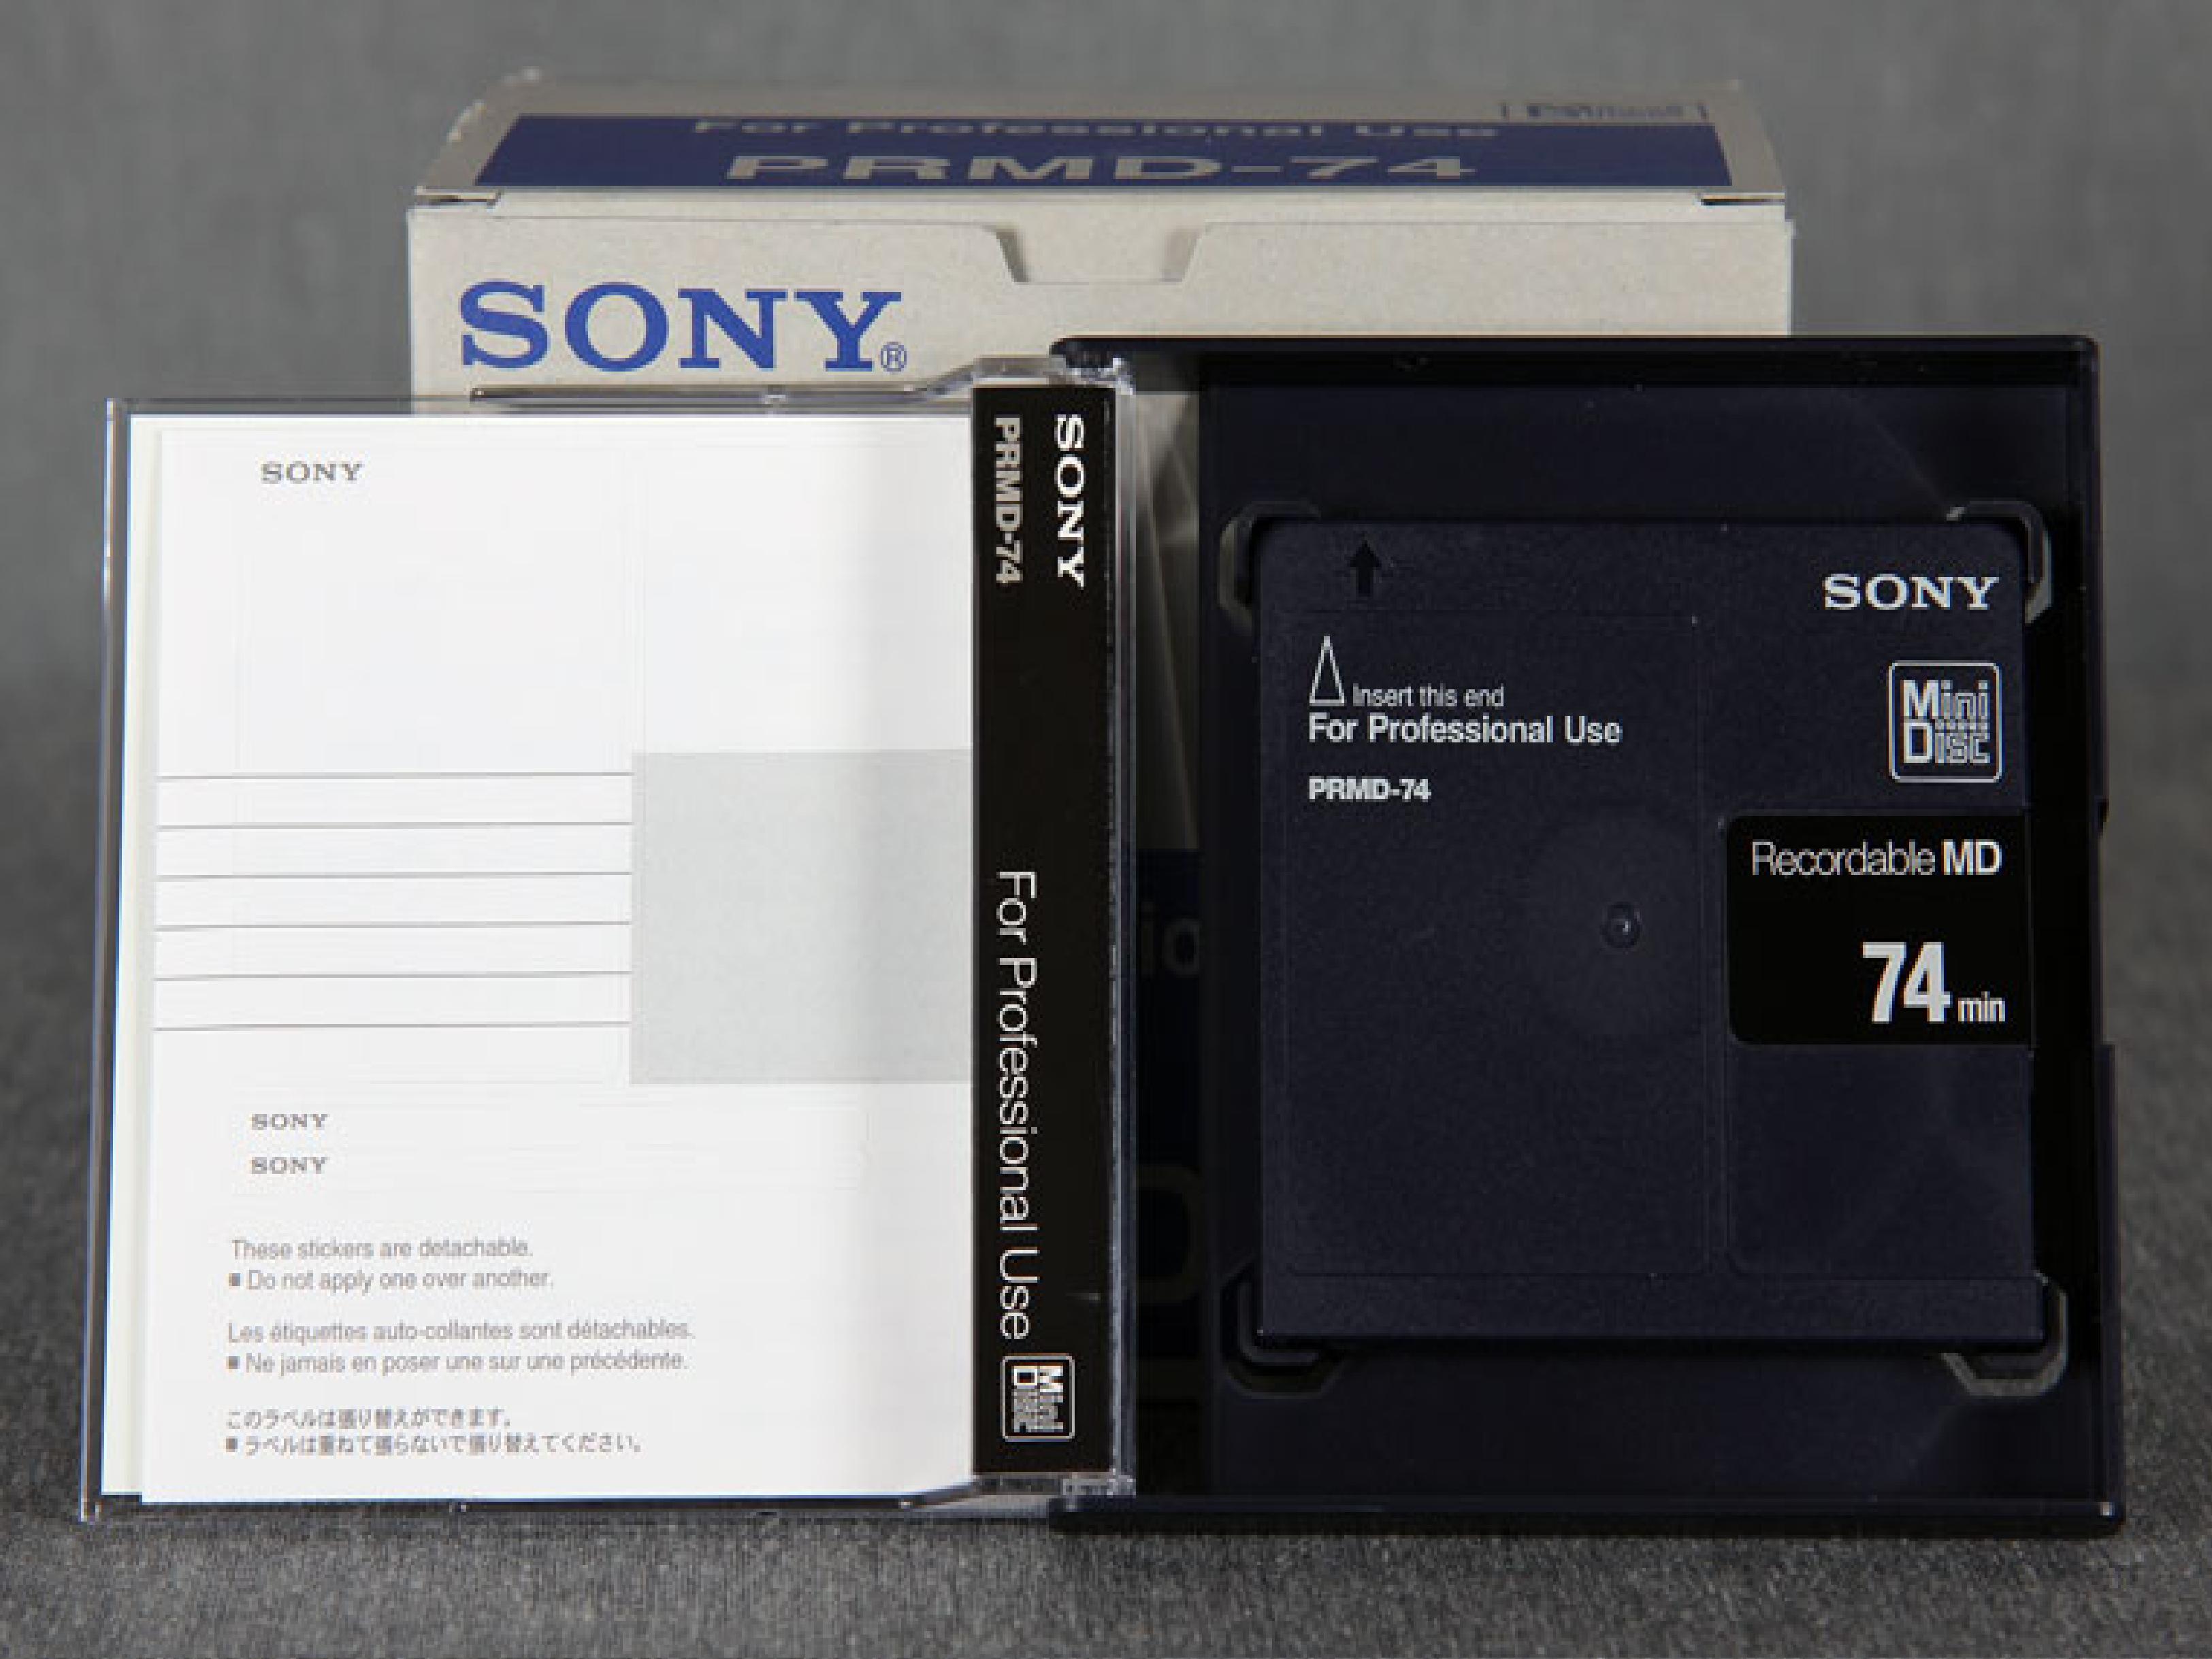 For Professional Use
PRMD-74
SONY®
SONY
SONY
SONY
These stickers are detachable.
■ Do not apply one over another.
Les étiquettes auto-collantes sont détachables.
■ Ne jamais en poser une sur une précédente.
このラベルは張り替えができます。
■ ラベルは重ねて張らないで張り替えてください。
SONY
PRMD-74
For Professional Use
Mini
Disc
SONY
Insert this end
For Professional Use
PRMD-74
Mini
Disc
Recordable MD
74 min